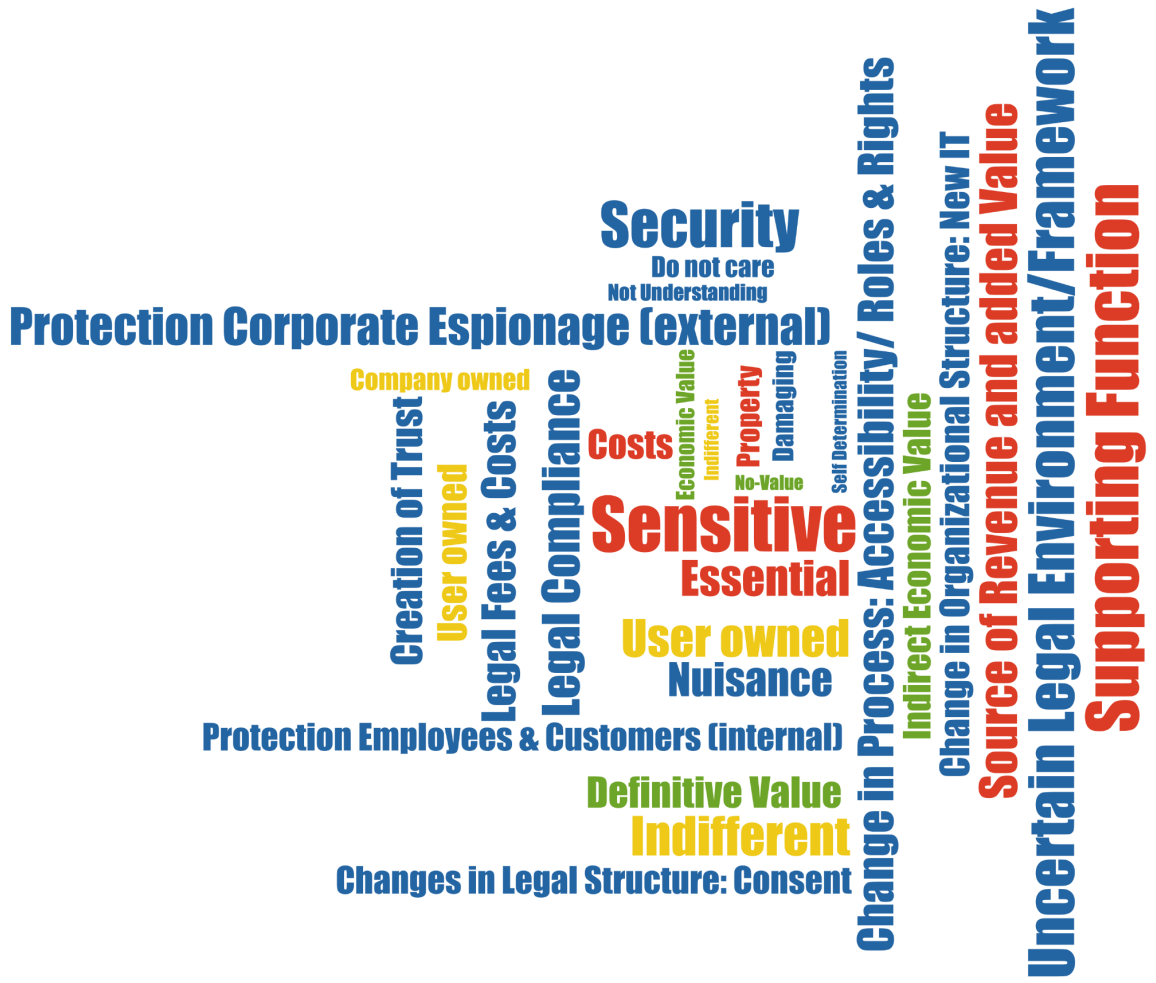 Security
Do not care
Not Understanding
Protection Corporate Espionage (external)
Company owned
Creation of Trust
User owned
Legal Fees & Costs
Legal Compliance
Costs
Economic Value
Indifferent
Property
Damaging
Self Determination
No-Value
Sensitive
Essential
User owned
Nuisance
Protection Employees & Customers (internal)
Definitive Value
Indifferent
Changes in Legal Structure: Consent
Change in Process: Accessibility/ Roles & Rights
Indirect Economic Value
Change in Organizational Structure: New IT
Source of Revenue and added Value
Uncertain Legal Environment/Framework
Supporting Function